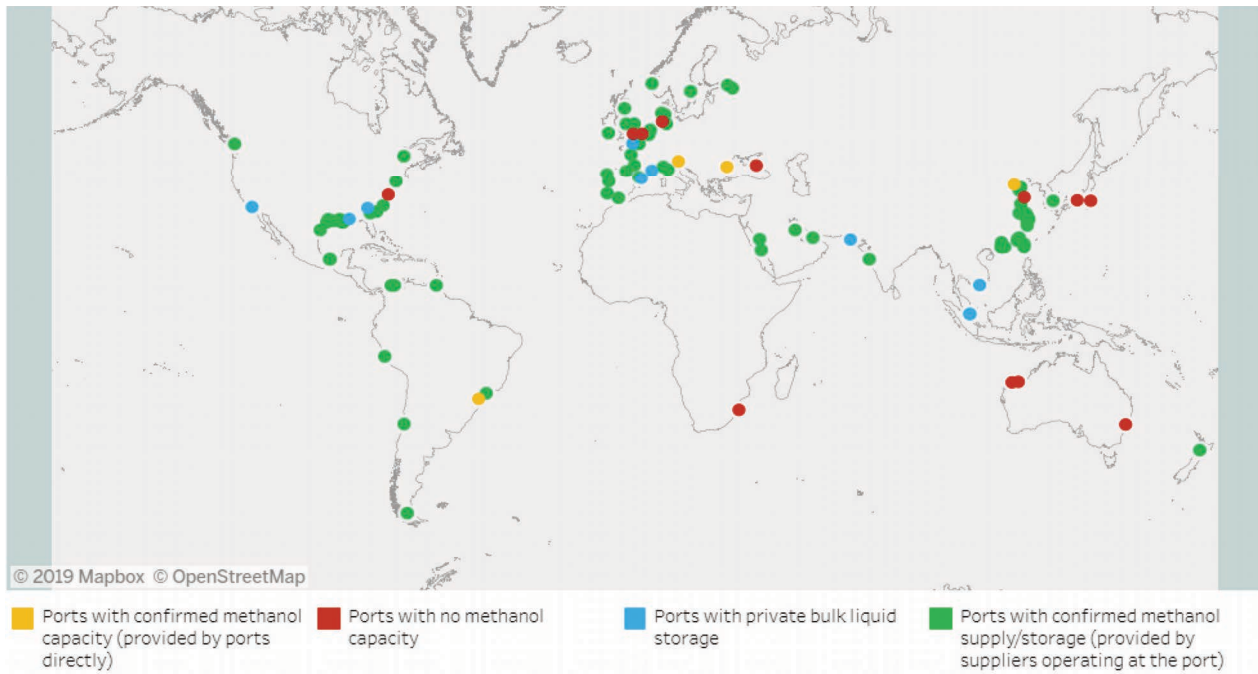 © 2019 Mapbox © OpenStreetMap
Ports with confirmed methanol
capacity (provided by ports
directly)
Ports with no methanol
capacity
Ports with private bulk liquid
storage
Ports with confirmed methanol
supply/storage (provided by
suppliers operating at the port)